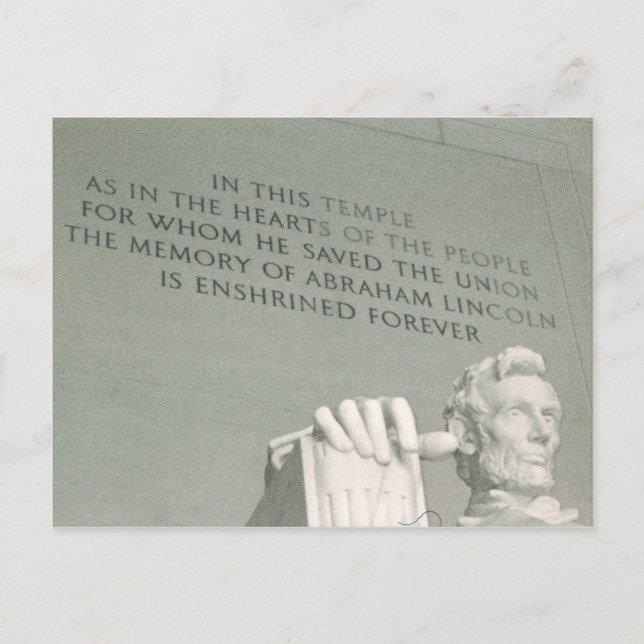 IN THIS TEMPLE
AS IN THE HEARTS OF THE PEOPLE
FOR WHOM HE SAVED THE UNION
THE MEMORY OF ABRAHAM LINCOLN
IS ENSHRINED FOREVER